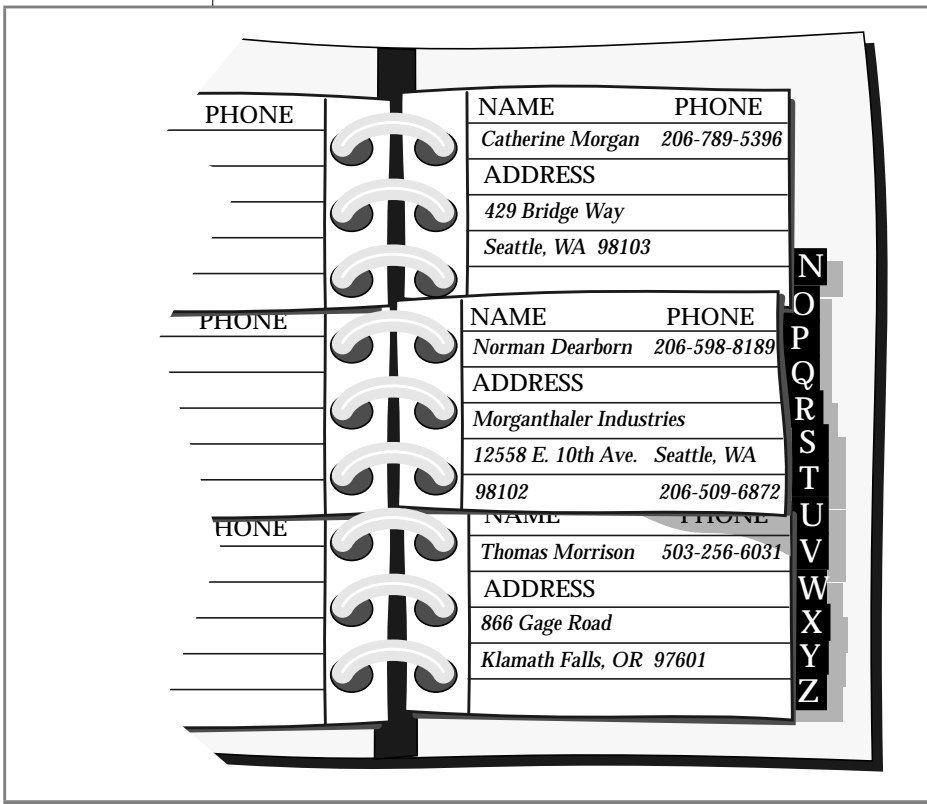 PHONE
NAME PHONE
Catherine Morgan 206-789-5396
ADDRESS
429 Bridge Way
Seattle, WA 98103
PHONE
NAME PHONE
Norman Dearborn 206-598-8189
ADDRESS
Morganthaler Industries
12558 E. 10th Ave. Seattle, WA
98102 206-509-6872
HONE
NAME PHONE
Thomas Morrison 503-256-6031
ADDRESS
866 Gage Road
Klamath Falls, OR 97601
N
O
P
Q
R
S
T
U
V
W
X
Y
Z